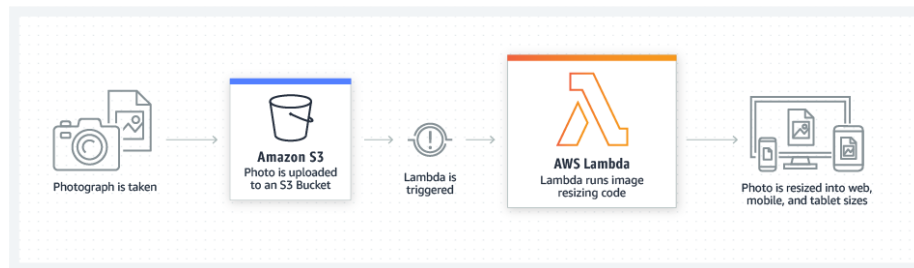 Photograph is taken
Amazon S3
Photo is uploaded
to an S3 Bucket
Lambda is
triggered
AWS Lambda
Lambda runs image
resizing code
Photo is resized into web,
mobile, and tablet sizes